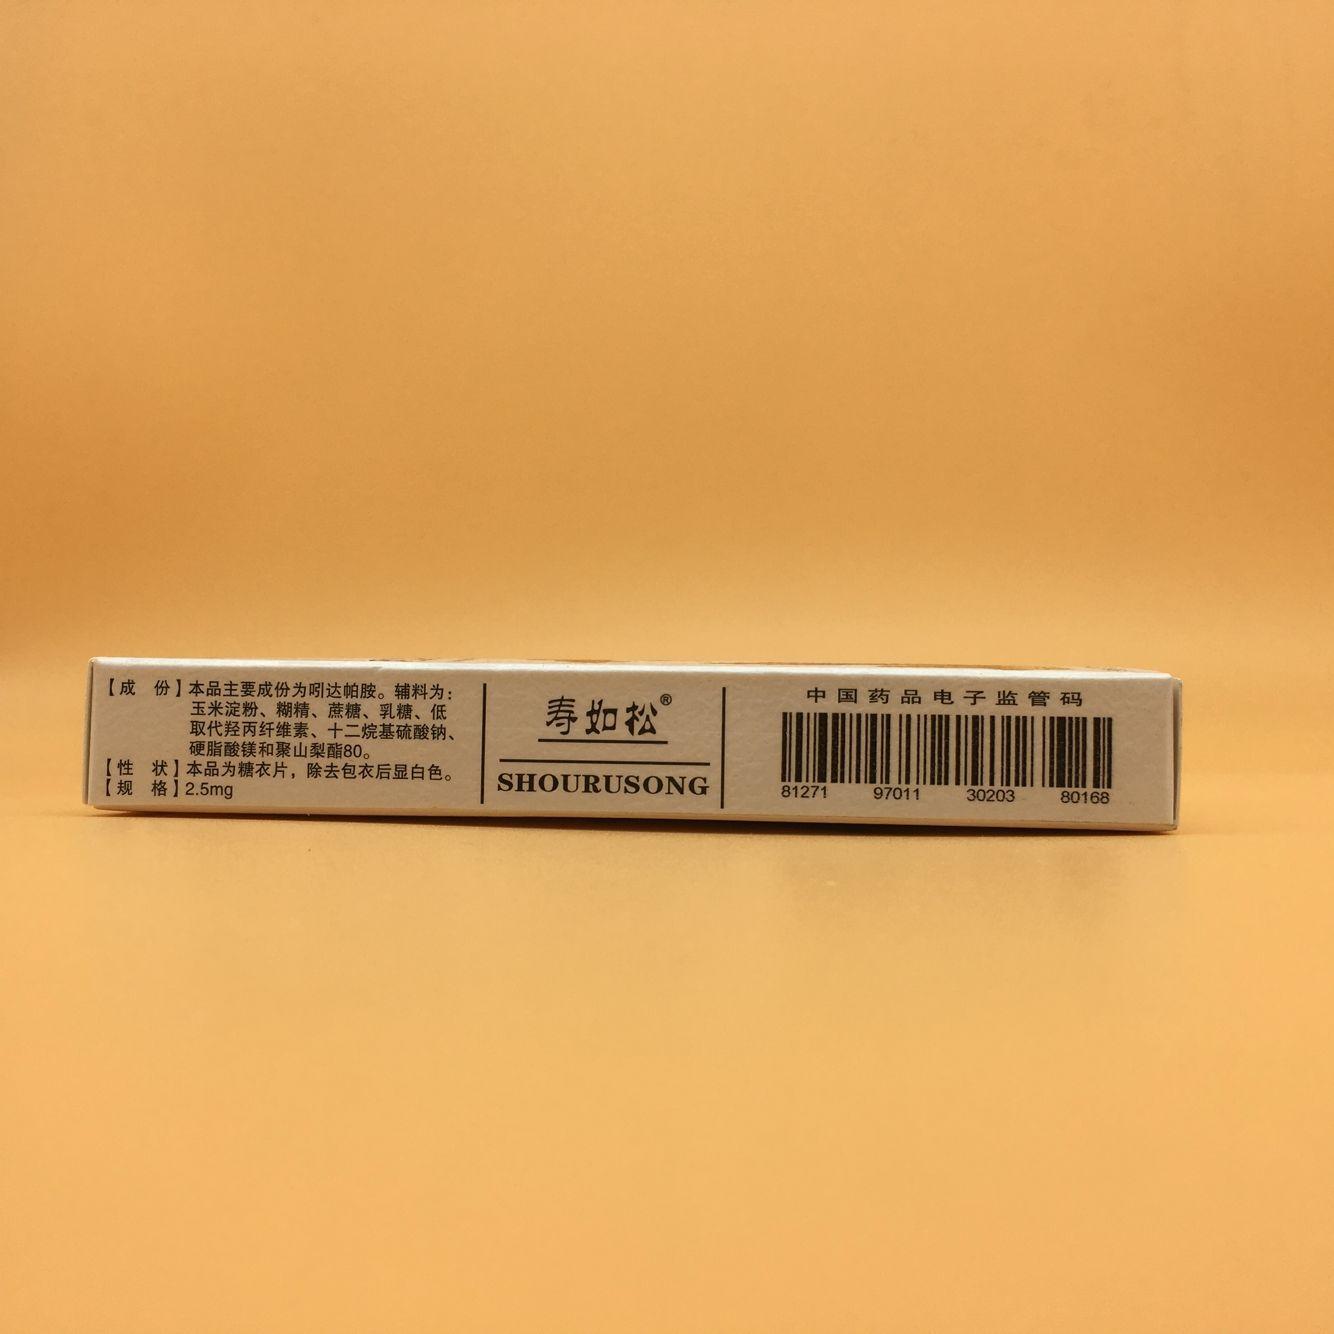 【成 份】本品主要成份为吲达帕胺。辅料为：
玉米淀粉、糊精、蔗糖、乳糖、低
取代羟丙纤维素、十二烷基硫酸钠、
硬脂酸镁和聚山梨酯80。
【性 状】本品为糖衣片，除去包衣后显白色。
【规 格】2.5mg
寿如松®
SHOURUSONG
中国药品电子监管码
81271 97011 30203 80168